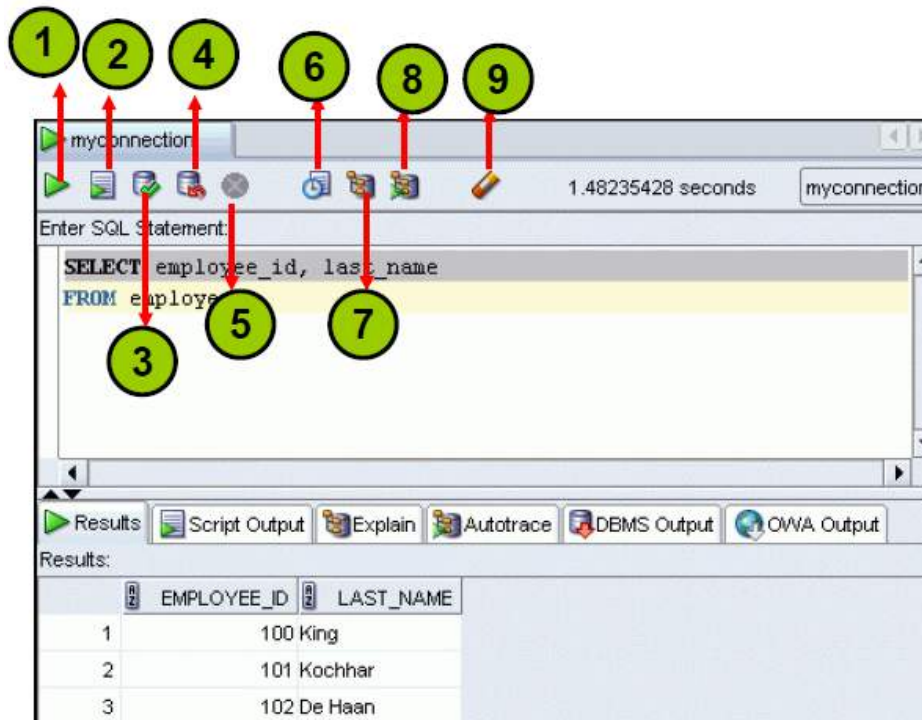 1 2 4 6 8 9
myconnection
1.48235428 seconds myconnection
Enter SQL Statement:
SELECT employee_id, last_name
FROM employe
3 5 7
Results Script Output Explain Autotrace DBMS Output OWA Output
Results:
EMPLOYEE_ID LAST_NAME
1 100 King
2 101 Kochhar
3 102 De Haan